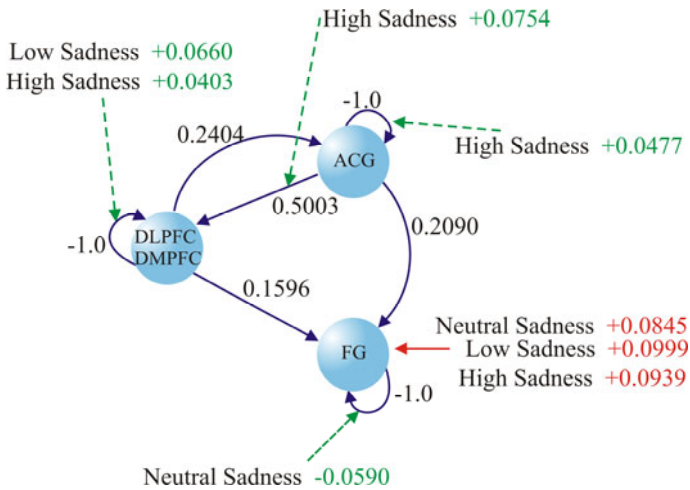 High Sadness +0.0754
Low Sadness +0.0660
High Sadness +0.0403
-1.0
0.2404
ACG
High Sadness +0.0477
0.5003
DLPFC
DMPFC
-1.0
0.2090
0.1596
Neutral Sadness +0.0845
FG
Low Sadness +0.0999
High Sadness +0.0939
-1.0
Neutral Sadness -0.0590